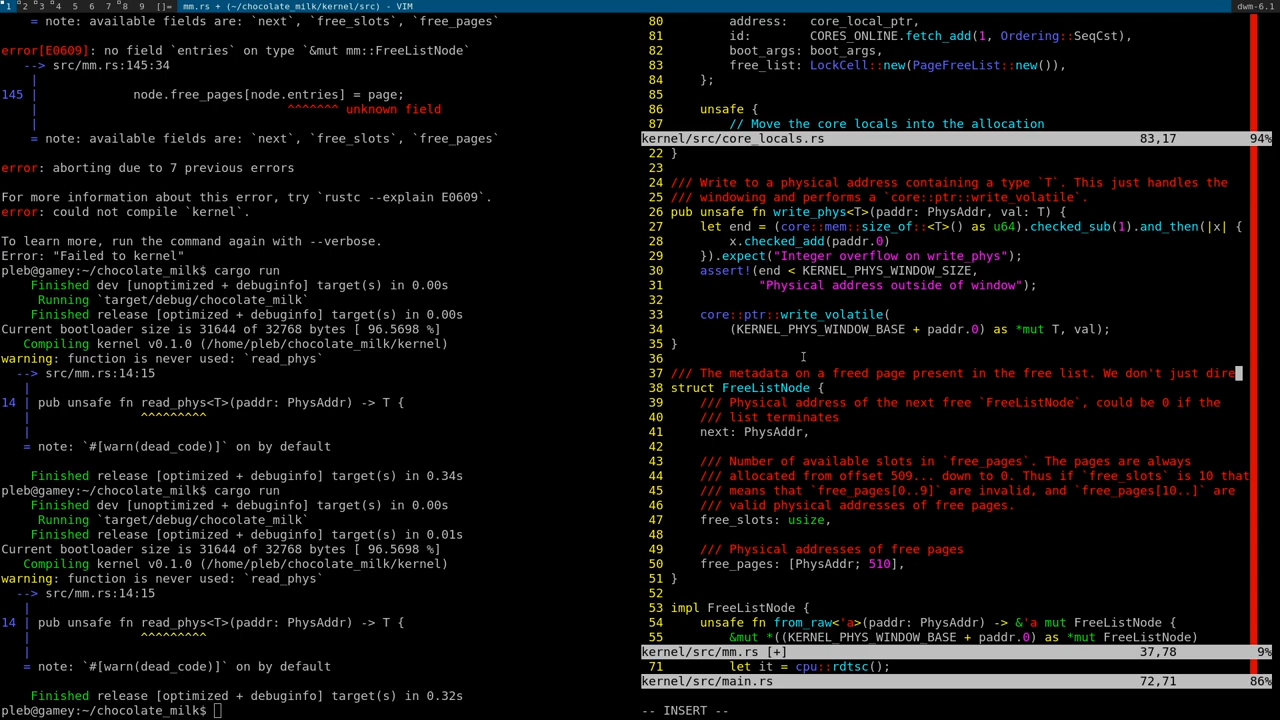 1 2 3 4 5 6 7 8 9 []= mm.rs + (~/chocolate_milk/kernel/src) - VIM dwm-6.1
= note: available fields are: `next`, `free_slots`, `free_pages`
error[E0609]: no field `entries` on type `&mut mm::FreeListNode`
--> src/mm.rs:145:34
|
145 | node.free_pages[node.entries] = page;
| ^^^^^^^ unknown field
|
= note: available fields are: `next`, `free_slots`, `free_pages`
error: aborting due to 7 previous errors
For more information about this error, try `rustc --explain E0609`.
error: could not compile `kernel`.
To learn more, run the command again with --verbose.
Error: "Failed to kernel"
pleb@gamey:~/chocolate_milk$ cargo run
Finished dev [unoptimized + debuginfo] target(s) in 0.00s
Running `target/debug/chocolate_milk`
Finished release [optimized + debuginfo] target(s) in 0.00s
Current bootloader size is 31644 of 32768 bytes [ 96.5698 %]
Compiling kernel v0.1.0 (/home/pleb/chocolate_milk/kernel)
warning: function is never used: `read_phys`
--> src/mm.rs:14:15
|
14 | pub unsafe fn read_phys<T>(paddr: PhysAddr) -> T {
| ^^^^^^^^^
|
= note: `#[warn(dead_code)]` on by default
Finished release [optimized + debuginfo] target(s) in 0.34s
pleb@gamey:~/chocolate_milk$ cargo run
Finished dev [unoptimized + debuginfo] target(s) in 0.00s
Running `target/debug/chocolate_milk`
Finished release [optimized + debuginfo] target(s) in 0.01s
Current bootloader size is 31644 of 32768 bytes [ 96.5698 %]
Compiling kernel v0.1.0 (/home/pleb/chocolate_milk/kernel)
warning: function is never used: `read_phys`
--> src/mm.rs:14:15
|
14 | pub unsafe fn read_phys<T>(paddr: PhysAddr) -> T {
| ^^^^^^^^^
|
= note: `#[warn(dead_code)]` on by default
Finished release [optimized + debuginfo] target(s) in 0.32s
pleb@gamey:~/chocolate_milk$
80 address: core_local_ptr,
81 id: CORES_ONLINE.fetch_add(1, Ordering::SeqCst),
82 boot_args: boot_args,
83 free_list: LockCell::new(PageFreeList::new()),
84 };
85
86 unsafe {
87 // Move the core locals into the allocation
kernel/src/core_locals.rs 83,17 94%
22 }
23
24 /// Write to a physical address containing a type `T`. This just handles the
25 /// windowing and performs a `core::ptr::write_volatile`.
26 pub unsafe fn write_phys<T>(paddr: PhysAddr, val: T) {
27 let end = (core::mem::size_of::<T>() as u64).checked_sub(1).and_then(|x| {
28 x.checked_add(paddr.0)
29 }).expect("Integer overflow on write_phys");
30 assert!(end < KERNEL_PHYS_WINDOW_SIZE,
31 "Physical address outside of window");
32
33 core::ptr::write_volatile(
34 (KERNEL_PHYS_WINDOW_BASE + paddr.0) as *mut T, val);
35 }
36
37 /// The metadata on a freed page present in the free list. We don't just dire
38 struct FreeListNode {
39 /// Physical address of the next free `FreeListNode`, could be 0 if the
40 /// list terminates
41 next: PhysAddr,
42
43 /// Number of available slots in `free_pages`. The pages are always
44 /// allocated from offset 509... down to 0. Thus if `free_slots` is 10 that
45 /// means that `free_pages[0..9]` are invalid, and `free_pages[10..]` are
46 /// valid physical addresses of free pages.
47 free_slots: usize,
48
49 /// Physical addresses of free pages
50 free_pages: [PhysAddr; 510],
51 }
52
53 impl FreeListNode {
54 unsafe fn from_raw<'a>(paddr: PhysAddr) -> &'a mut FreeListNode {
55 &mut *((KERNEL_PHYS_WINDOW_BASE + paddr.0) as *mut FreeListNode)
kernel/src/mm.rs [+] 37,78 9%
71 let it = cpu::rdtsc();
kernel/src/main.rs 72,71 86%
-- INSERT --